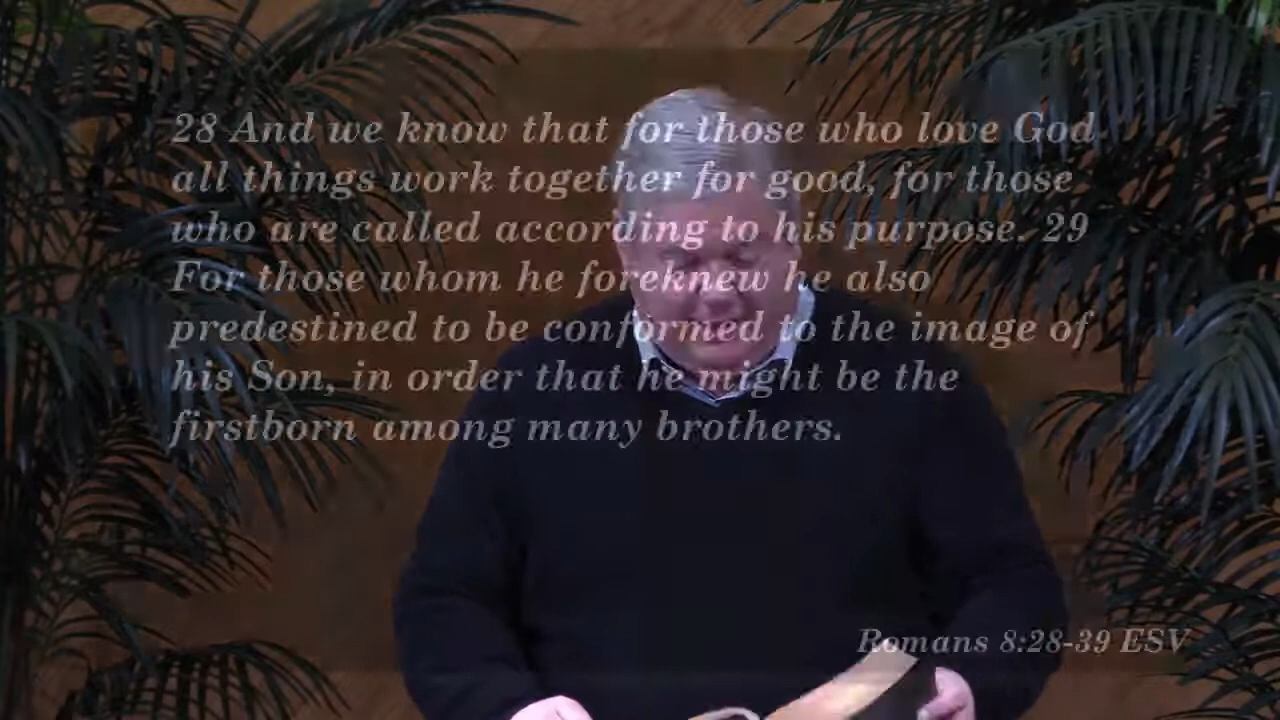 28 And we know that for those who love God
all things work together for good, for those
who are called according to his purpose. 29
For those whom he foreknew he also
predestined to be conformed to the image of
his Son, in order that he might be the
firstborn among many brothers.
Romans 8:28-39 ESV